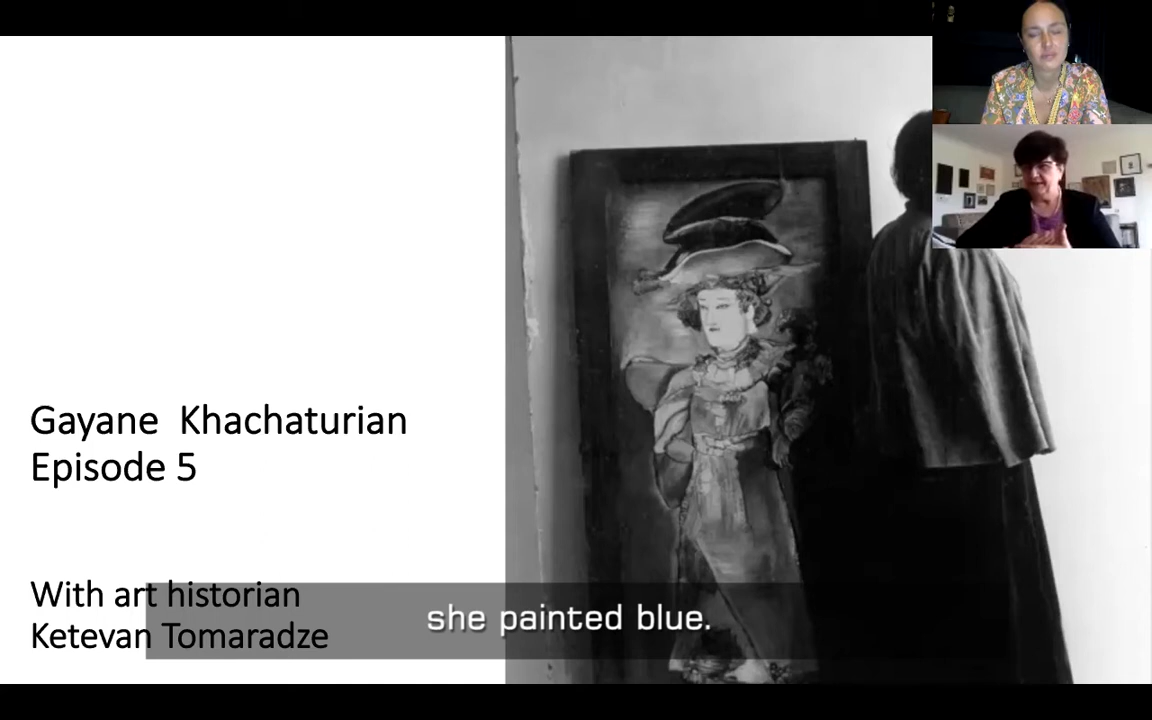 Gayane Khachaturian
Episode 5
With art historian
Ketevan Tomaradze
she painted blue.